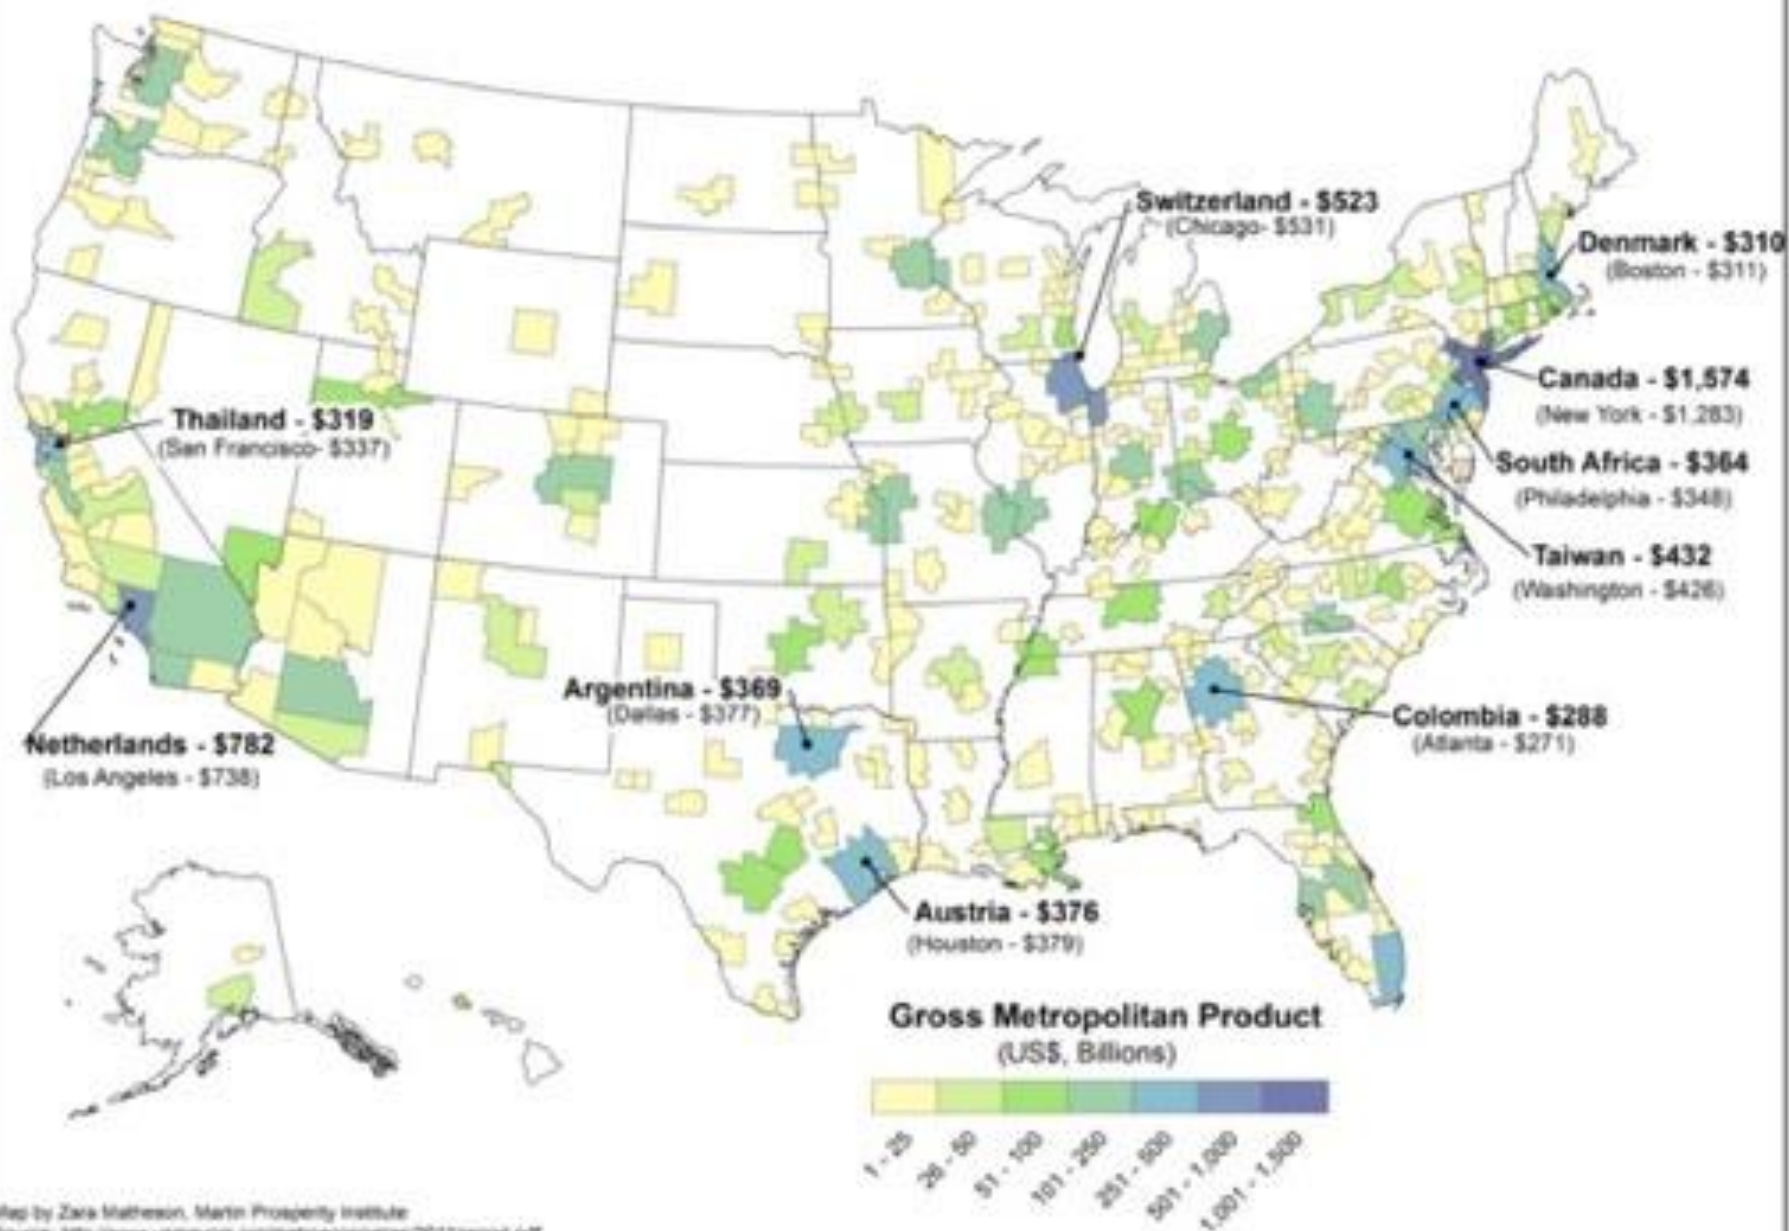 Switzerland - $523
(Chicago- $531)
Denmark - $310
(Boston - $311)
Canada - $1,574
(New York - $1,283)
Thailand - $319
(San Francisco- $337)
South Africa - $364
(Philadelphia - $348)
Taiwan - $432
(Washington - $426)
Argentina - $369
(Dallas - $377)
Colombia - $288
(Atlanta - $271)
Netherlands - $782
(Los Angeles - $738)
Austria - $376
(Houston - $379)
Gross Metropolitan Product
(US$, Billions)
1 - 25
26 - 50
51 - 100
101 - 250
251 - 500
501 - 1,000
1,001 - 1,500
Map by Zara Matheson, Martin Prosperity Institute